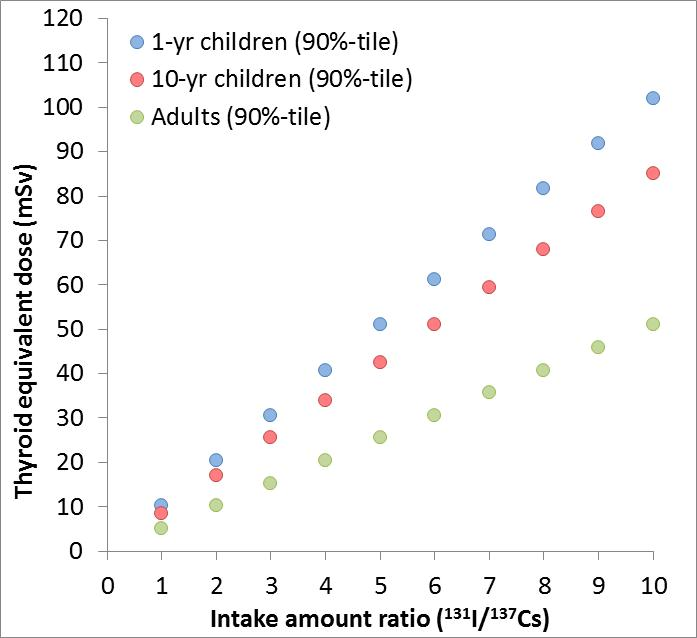 120
110
100
90
80
70
60
50
40
30
20
10
0
1-yr children (90%-tile)
10-yr children (90%-tile)
Adults (90%-tile)
Thyroid equivalent dose (mSv)
0 1 2 3 4 5 6 7 8 9 10
Intake amount ratio (¹³¹I/¹³⁷Cs)